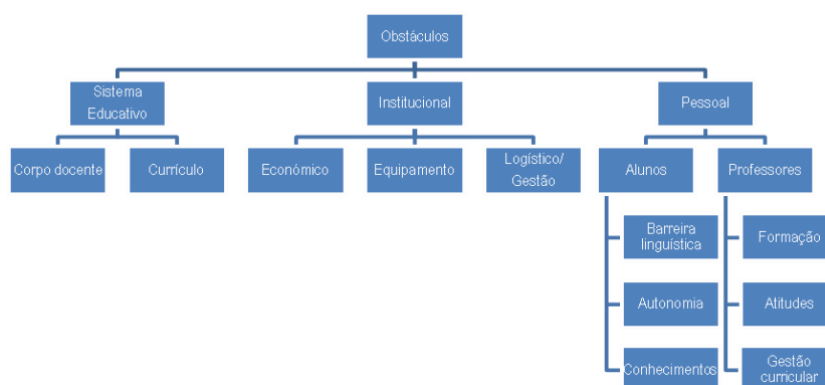 Obstáculos
Sistema
Educativo
Institucional
Pessoal
Corpo docente
Currículo
Económico
Equipamento
Logístico/
Gestão
Alunos
Professores
Barreira
linguística
Formação
Autonomia
Atitudes
Conhecimentos
Gestão
curricular